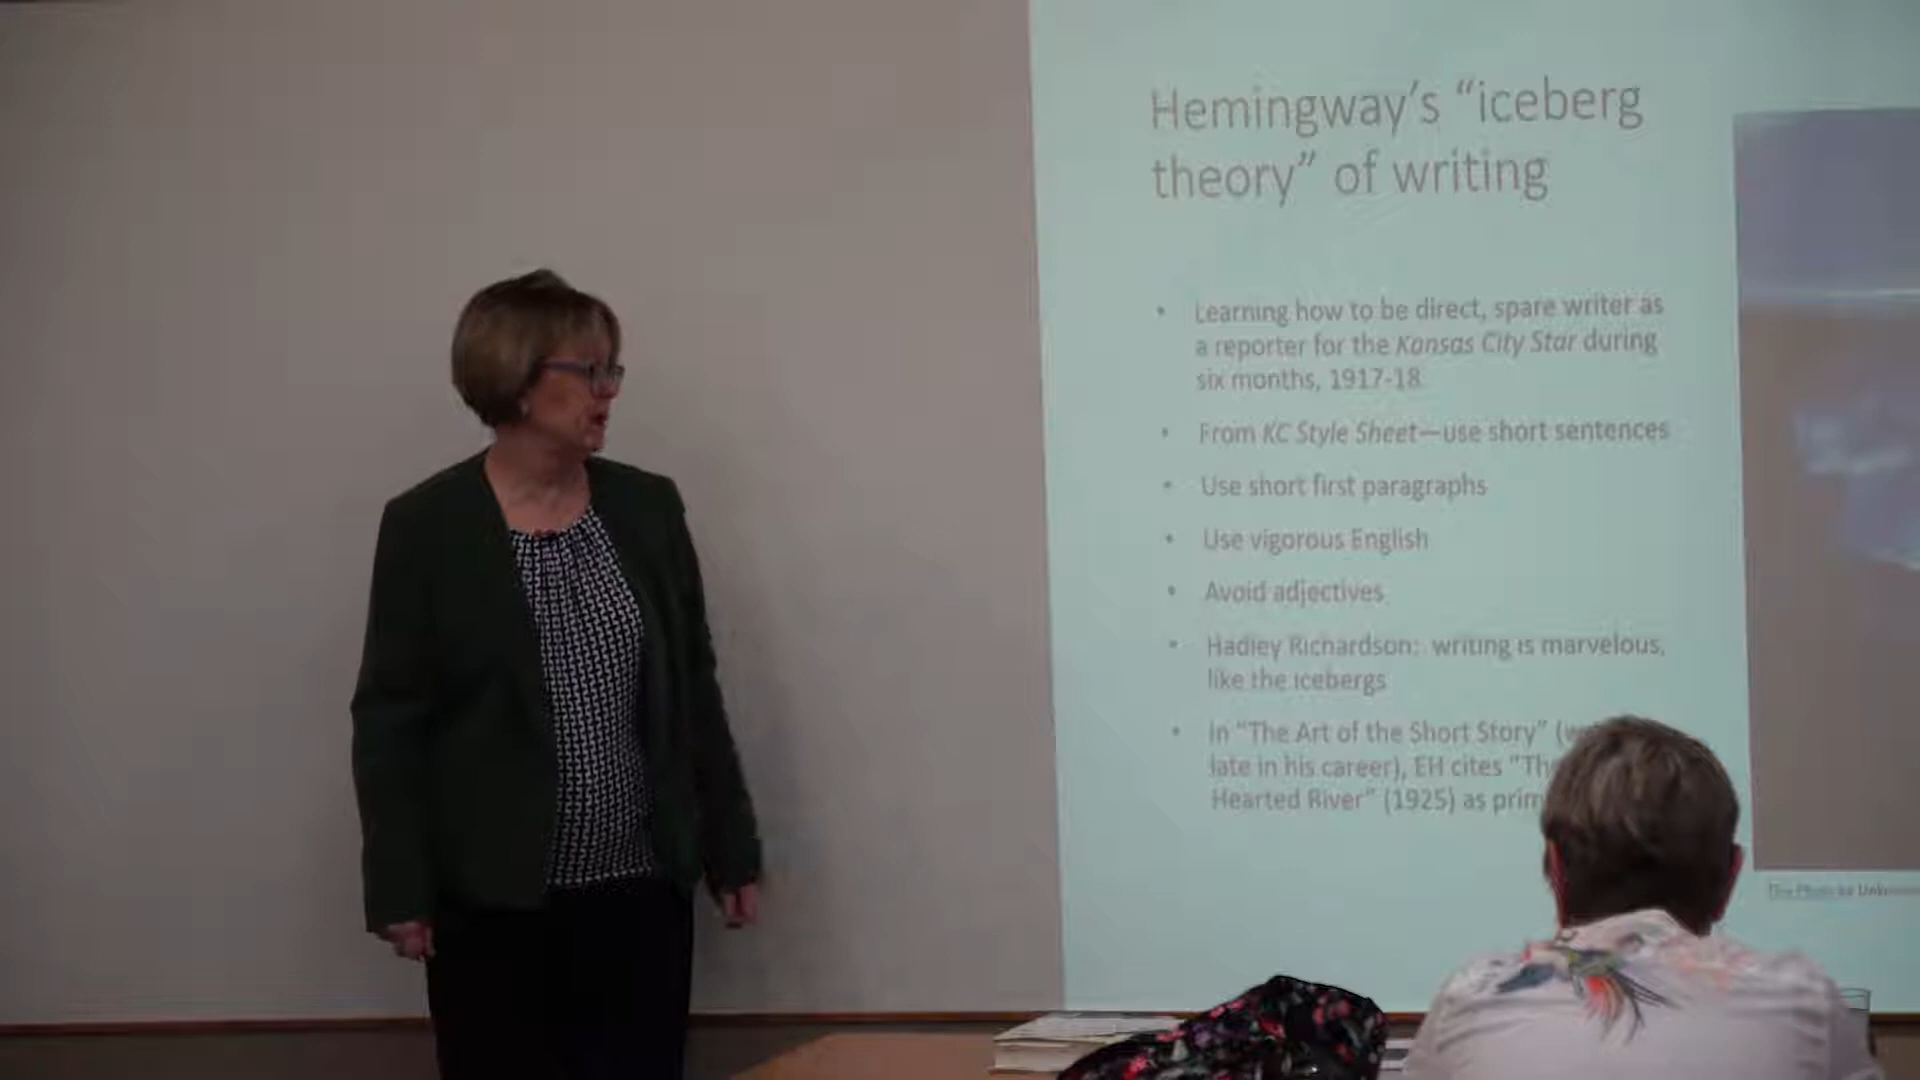 Hemingway's "iceberg
theory" of writing
• Learning how to be direct, spare writer as
a reporter for the Kansas City Star during
six months, 1917-18
• From KC Style Sheet—use short sentences
• Use short first paragraphs
• Use vigorous English
• Avoid adjectives
• Hadley Richardson: writing is marvelous,
like the icebergs
• In "The Art of the Short Story"
late in his career), EH cites
Hearted River" (1925) as
This Photo by